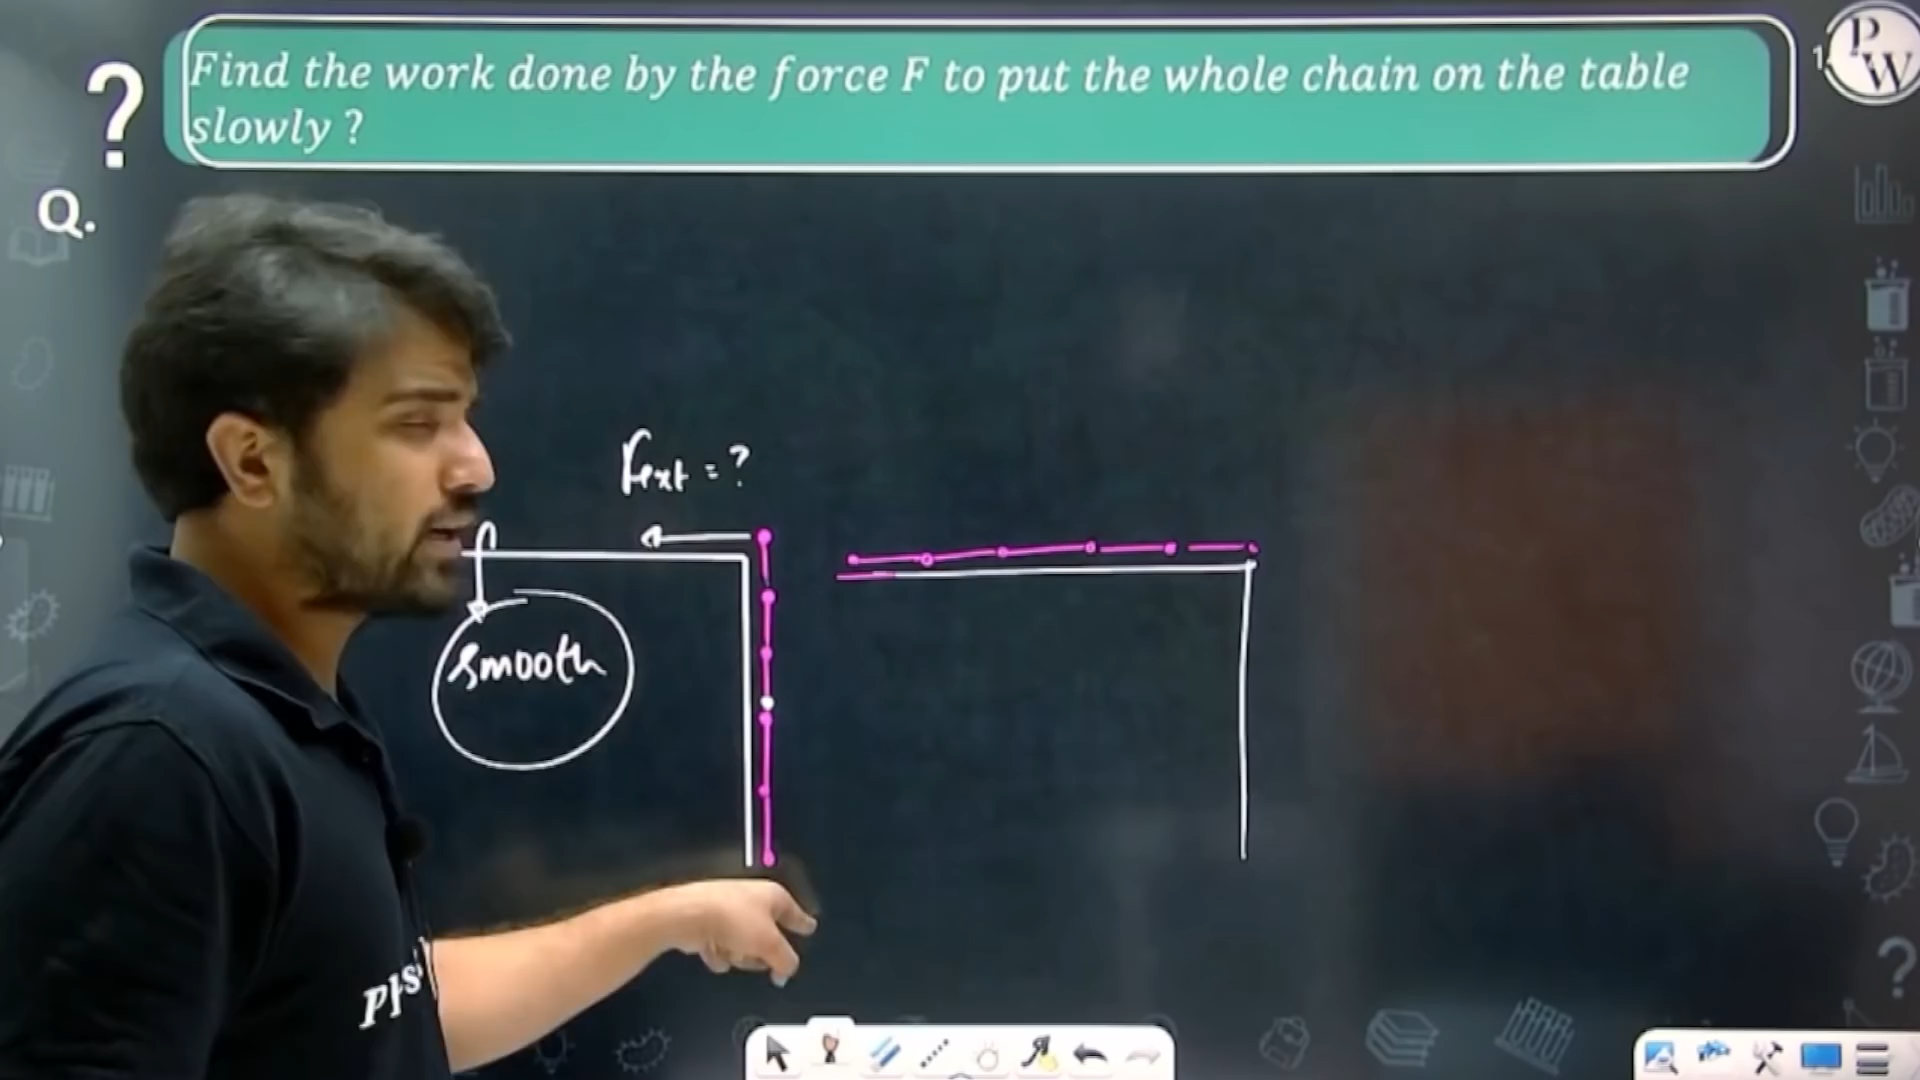 Find the work done by the force F to put the whole chain on the table
slowly ?
?
Q.
PW
Fext = ?
smooth